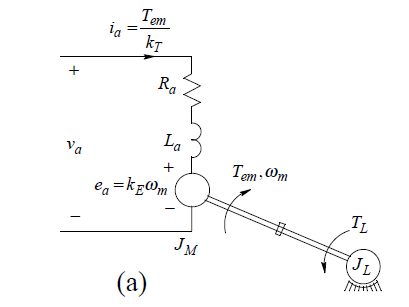 i_a = T_em / k_T
+
R_a
v_a
L_a
+
e_a = k_E ω_m
T_em, ω_m
−
−
T_L
J_M
J_L
(a)